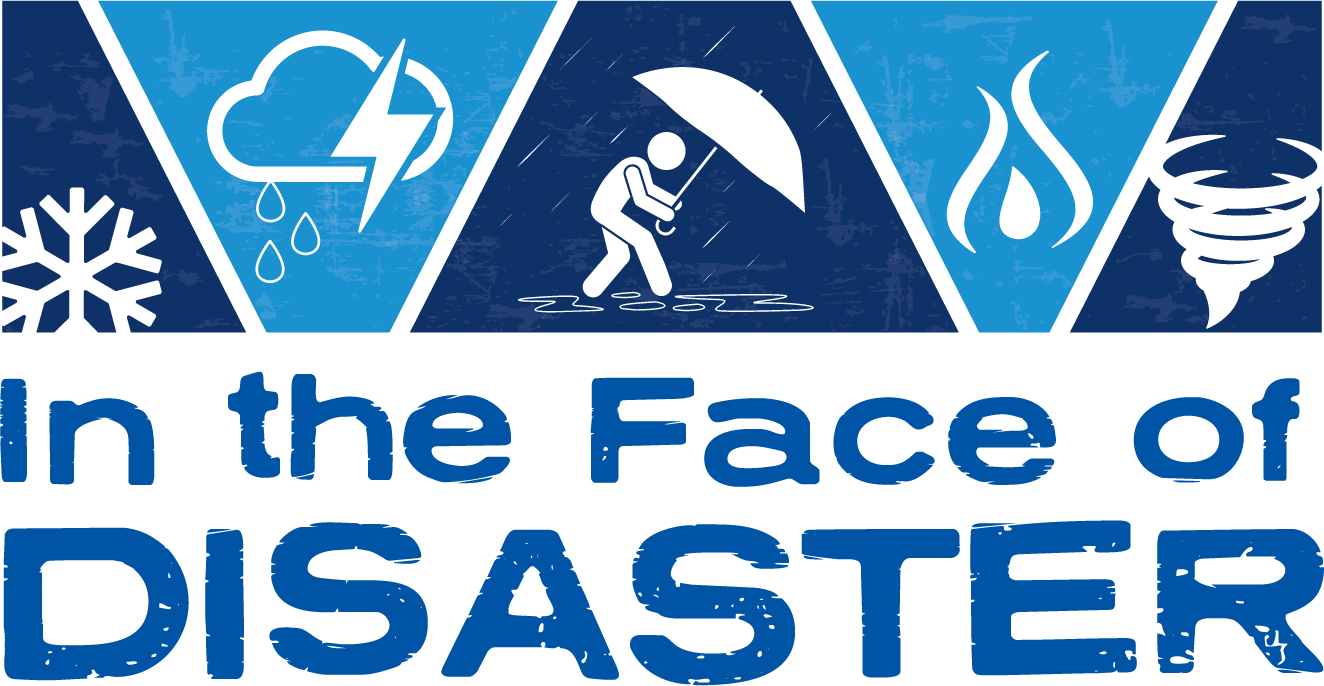 In the Face of
DISASTER